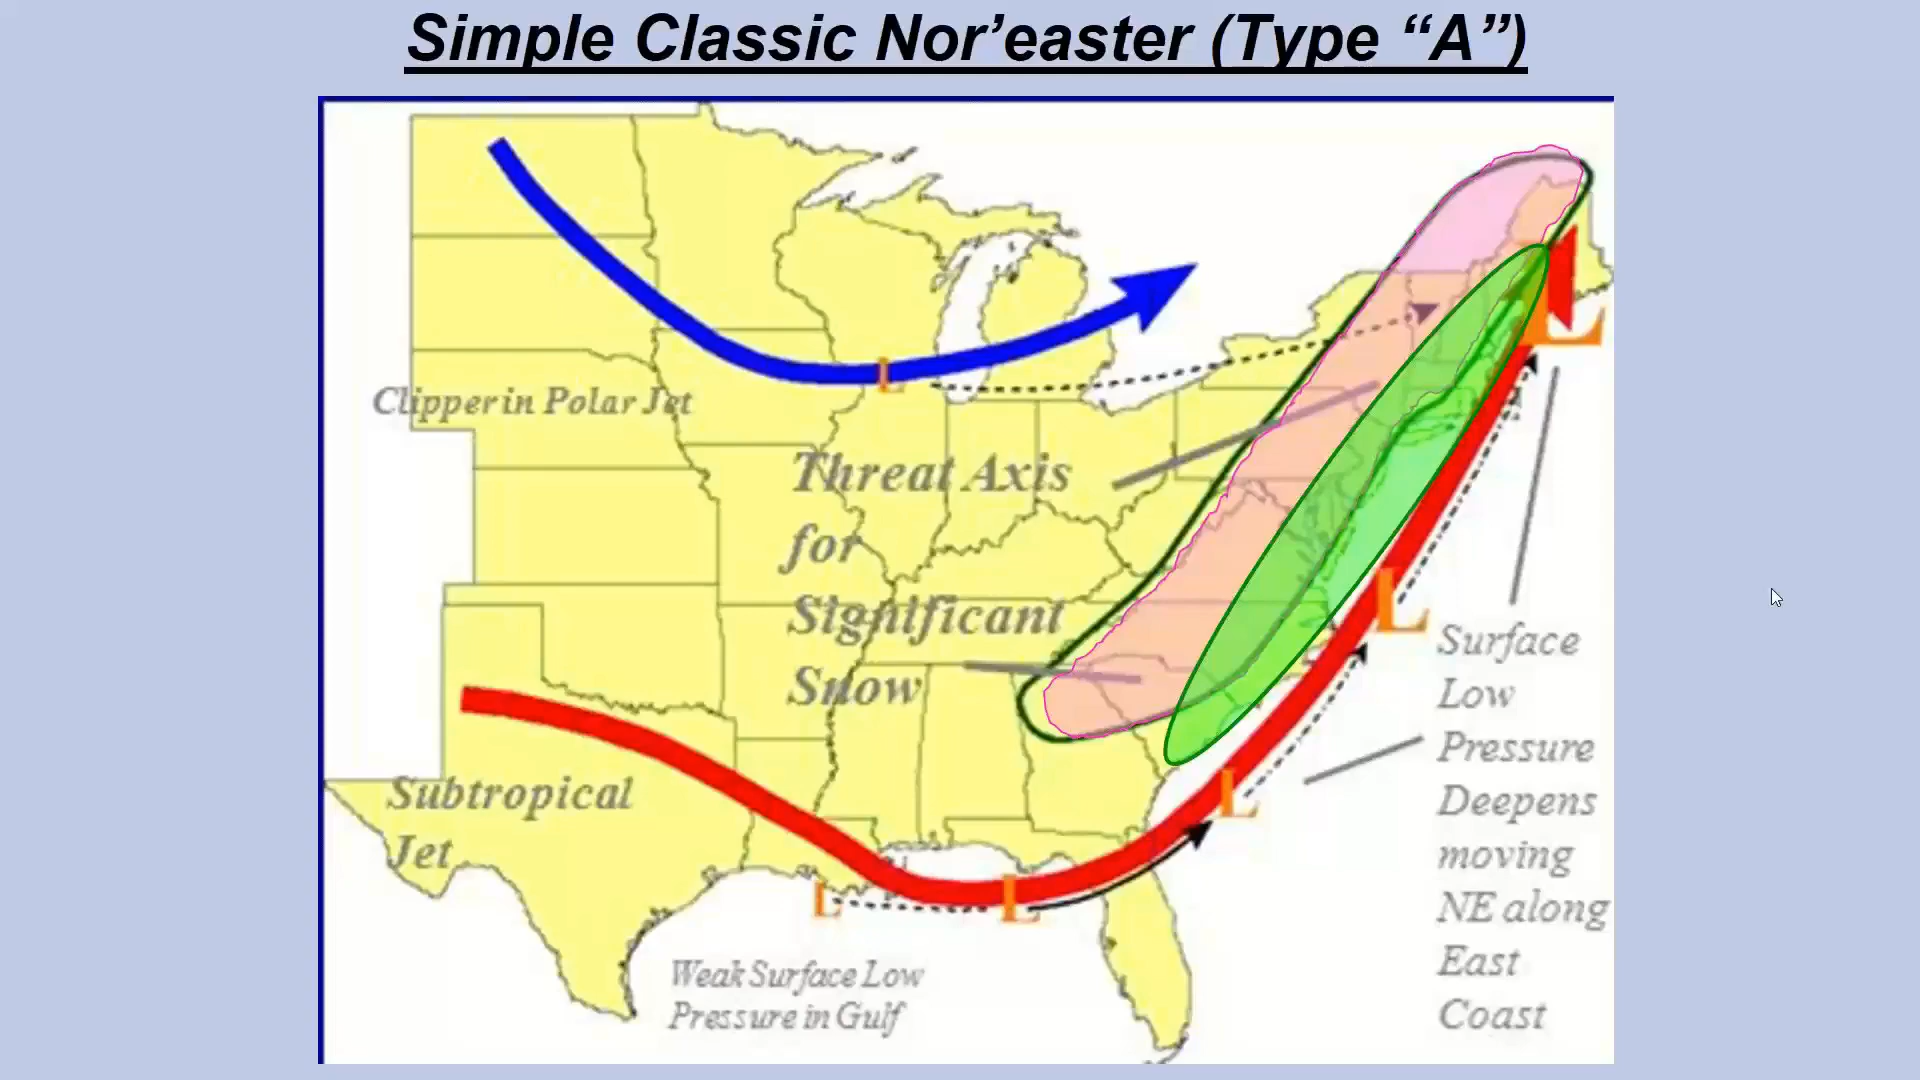 Simple Classic Nor’easter (Type “A”)
L
Clipper in Polar Jet
Threat Axis
for
Significant
Snow
L
L
L
L
L
Subtropical
Jet
Weak Surface Low
Pressure in Gulf
Surface
Low
Pressure
Deepens
moving
NE along
East
Coast